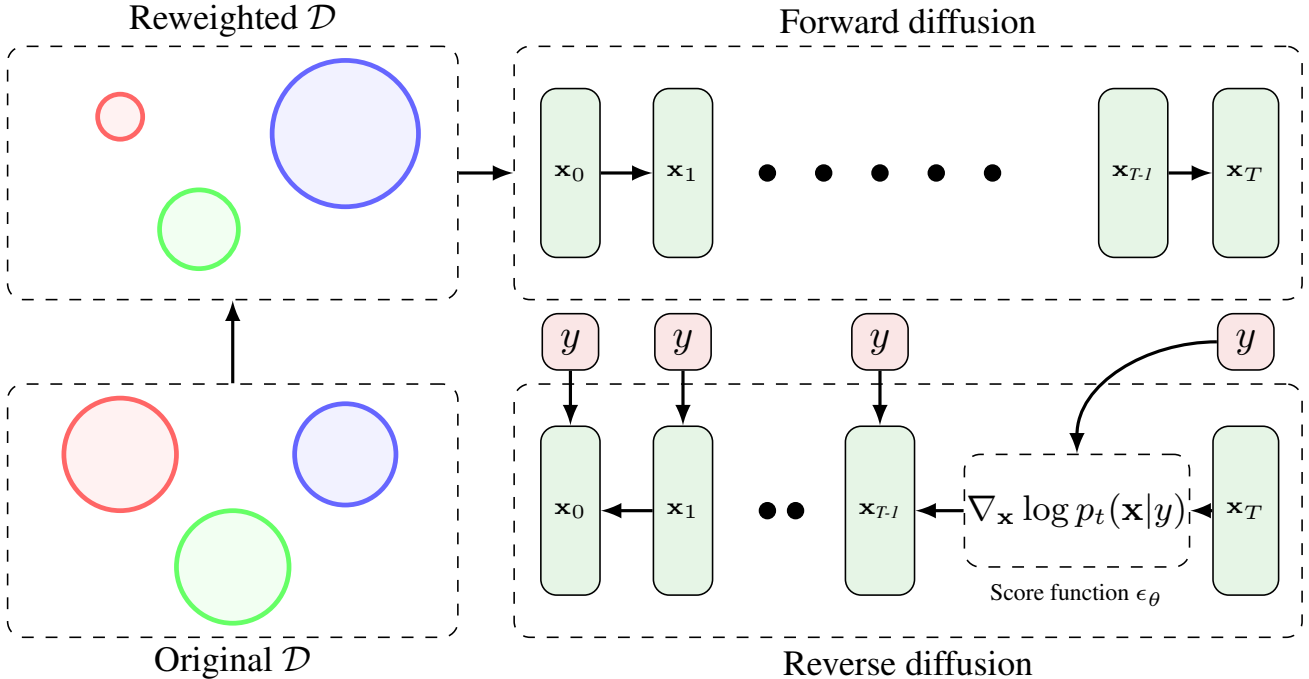 Reweighted 𝒟
Forward diffusion
x₀
x₁
x_{T-1}
x_T
y
y
y
y
x₀
x₁
x_{T-1}
∇ₓ log pₜ(x|y)
x_T
Score function ϵ_θ
Original 𝒟
Reverse diffusion